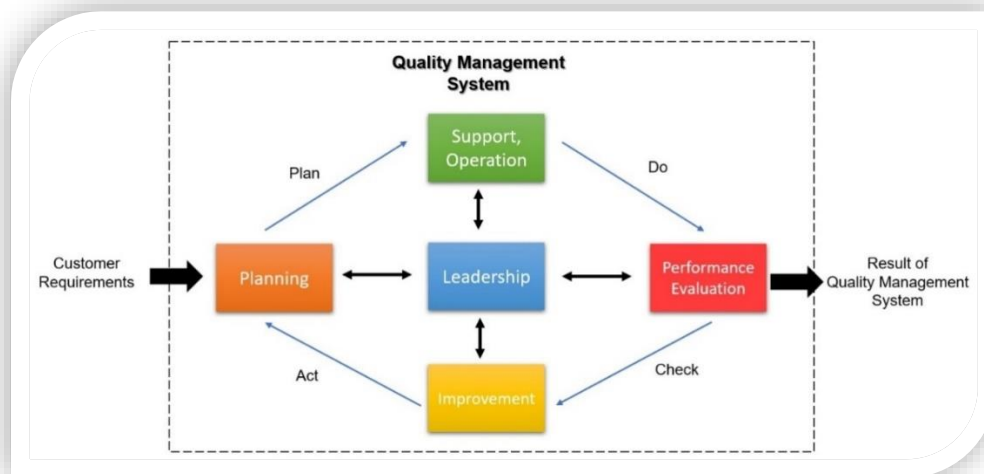 Quality Management
System
Support,
Operation
Plan
Do
Customer
Requirements
Planning
Leadership
Performance
Evaluation
Result of
Quality Management
System
Act
Check
Improvement